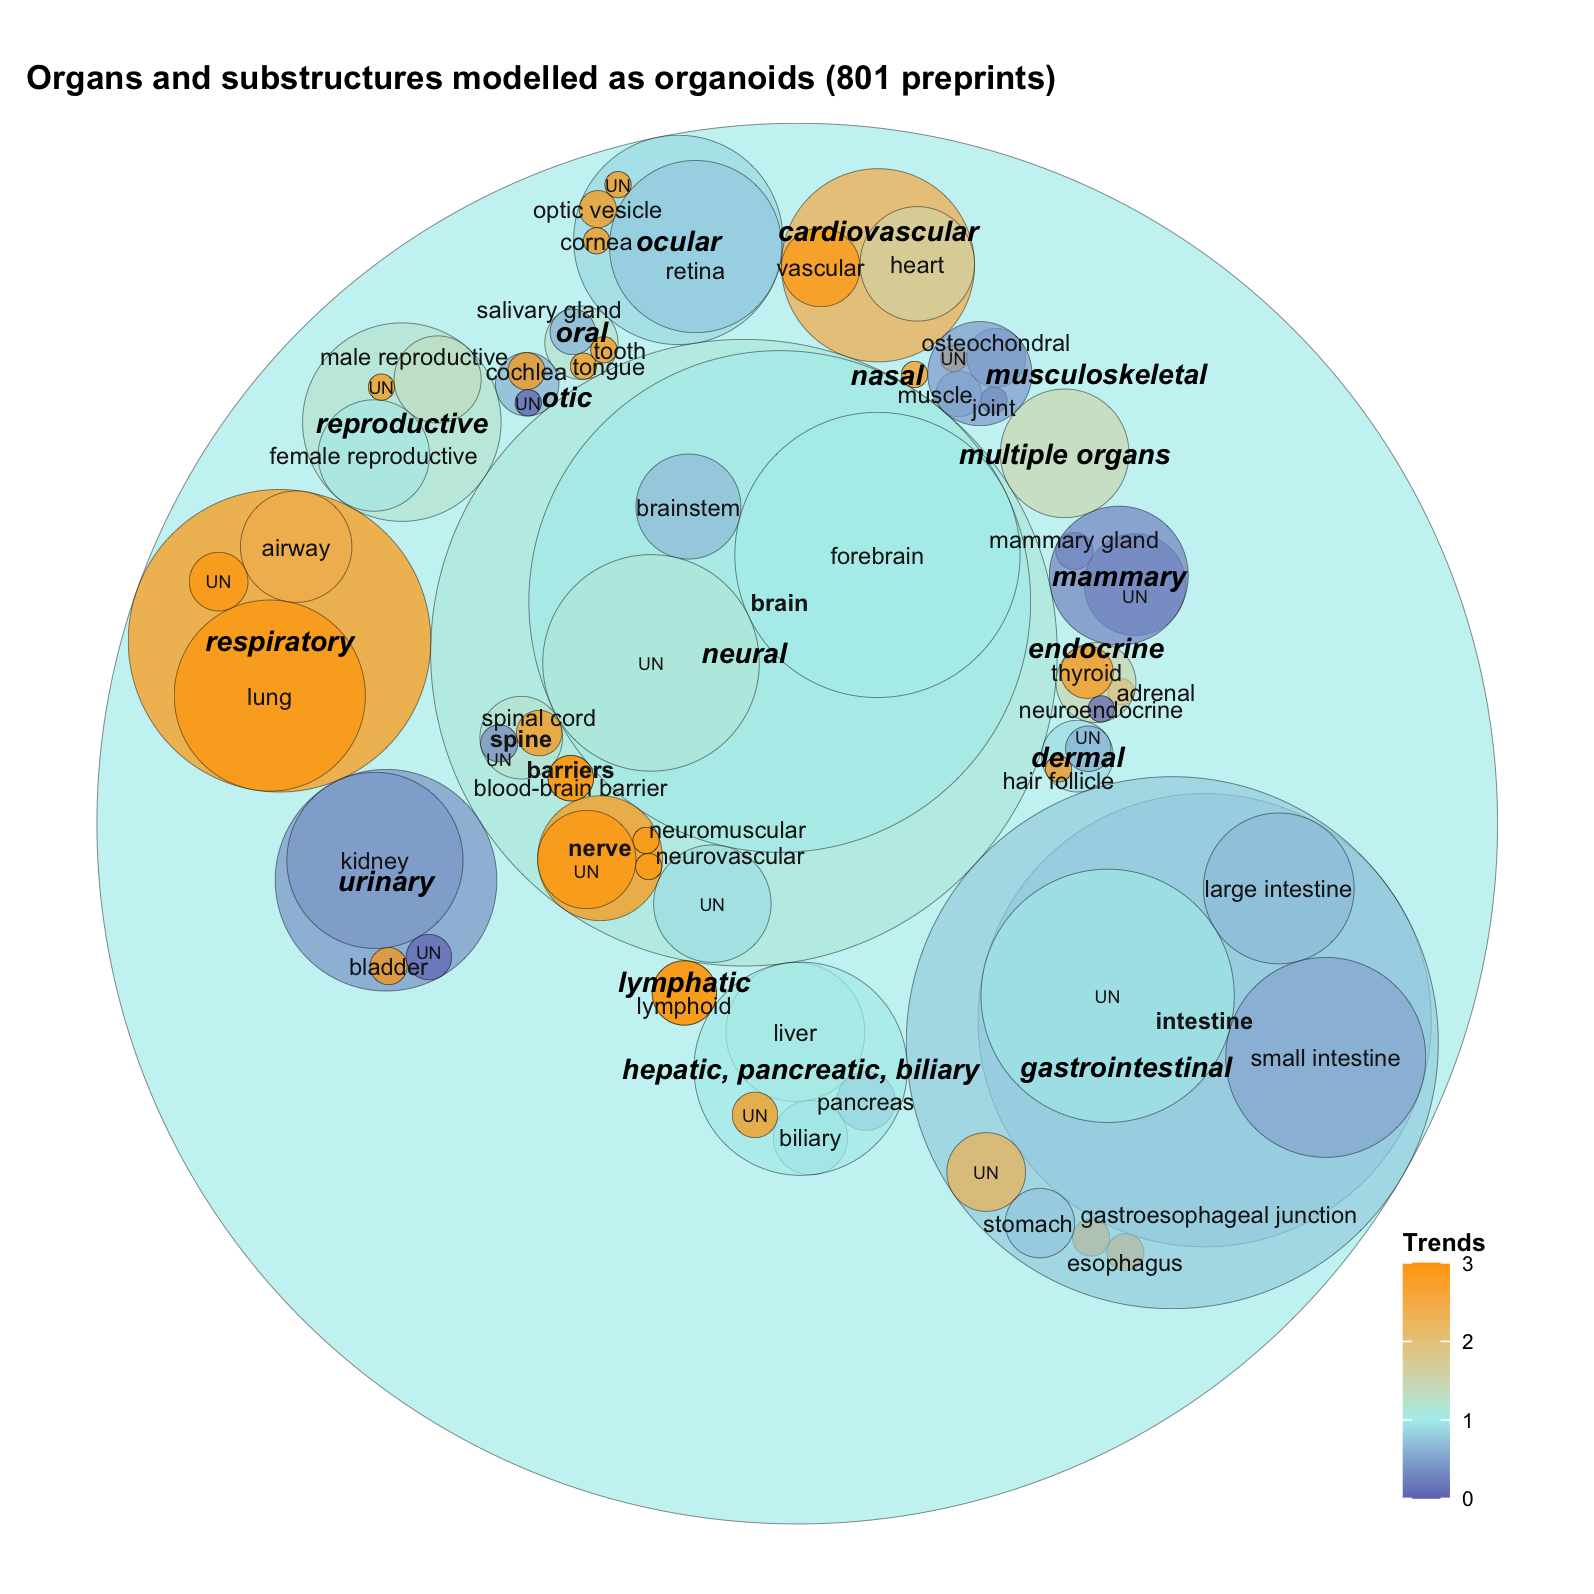 Organs and substructures modelled as organoids (801 preprints)
UN
optic vesicle
cornea
ocular
retina
cardiovascular
vascular
heart
salivary gland
oral
tooth
tongue
cochlea
UN
otic
male reproductive
UN
reproductive
female reproductive
osteochondral
UN
nasal
musculoskeletal
muscle
joint
multiple organs
brainstem
forebrain
brain
neural
UN
airway
UN
respiratory
lung
mammary gland
mammary
UN
endocrine
thyroid
adrenal
neuroendocrine
UN
dermal
hair follicle
spinal cord
spine
UN
barriers
blood-brain barrier
neuromuscular
nerve
neurovascular
UN
UN
kidney
urinary
UN
bladder
lymphatic
lymphoid
liver
hepatic, pancreatic, biliary
pancreas
UN
biliary
large intestine
UN
intestine
small intestine
gastrointestinal
UN
stomach
gastroesophageal junction
esophagus
Trends
3
2
1
0